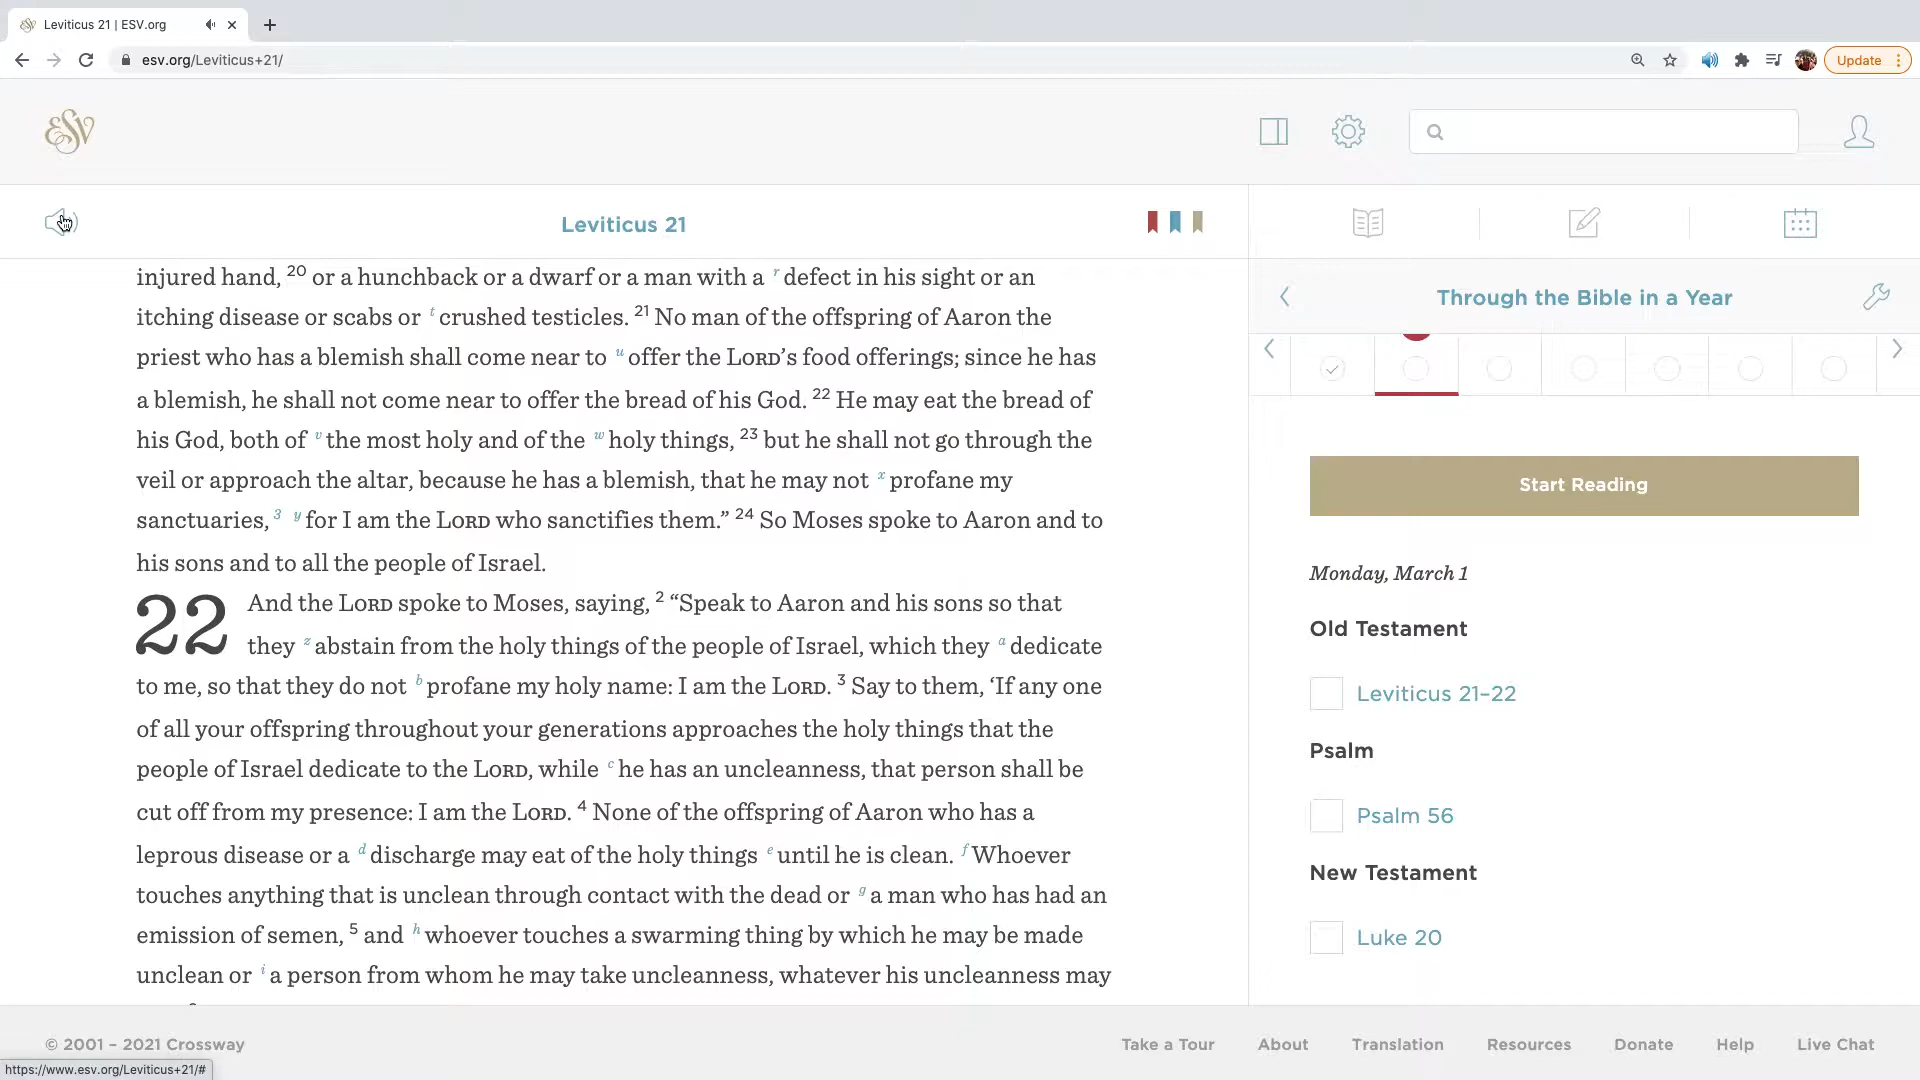 Leviticus 21 | ESV.org
esv.org/Leviticus+21/
Update
ESV
Leviticus 21
injured hand, 20 or a hunchback or a dwarf or a man with a r defect in his sight or an
itching disease or scabs or t crushed testicles. 21 No man of the offspring of Aaron the
priest who has a blemish shall come near to u offer the LORD’s food offerings; since he has
a blemish, he shall not come near to offer the bread of his God. 22 He may eat the bread of
his God, both of v the most holy and of the w holy things, 23 but he shall not go through the
veil or approach the altar, because he has a blemish, that he may not x profane my
sanctuaries, 3 y for I am the LORD who sanctifies them.” 24 So Moses spoke to Aaron and to
his sons and to all the people of Israel.
22 And the LORD spoke to Moses, saying, 2 “Speak to Aaron and his sons so that
they z abstain from the holy things of the people of Israel, which they a dedicate
to me, so that they do not b profane my holy name: I am the LORD. 3 Say to them, ‘If any one
of all your offspring throughout your generations approaches the holy things that the
people of Israel dedicate to the LORD, while c he has an uncleanness, that person shall be
cut off from my presence: I am the LORD. 4 None of the offspring of Aaron who has a
leprous disease or a d discharge may eat of the holy things e until he is clean. f Whoever
touches anything that is unclean through contact with the dead or g a man who has had an
emission of semen, 5 and h whoever touches a swarming thing by which he may be made
unclean or i a person from whom he may take uncleanness, whatever his uncleanness may
Through the Bible in a Year
Start Reading
Monday, March 1
Old Testament
Leviticus 21–22
Psalm
Psalm 56
New Testament
Luke 20
© 2001 – 2021 Crossway
Take a Tour
About
Translation
Resources
Donate
Help
Live Chat
https://www.esv.org/Leviticus+21/#